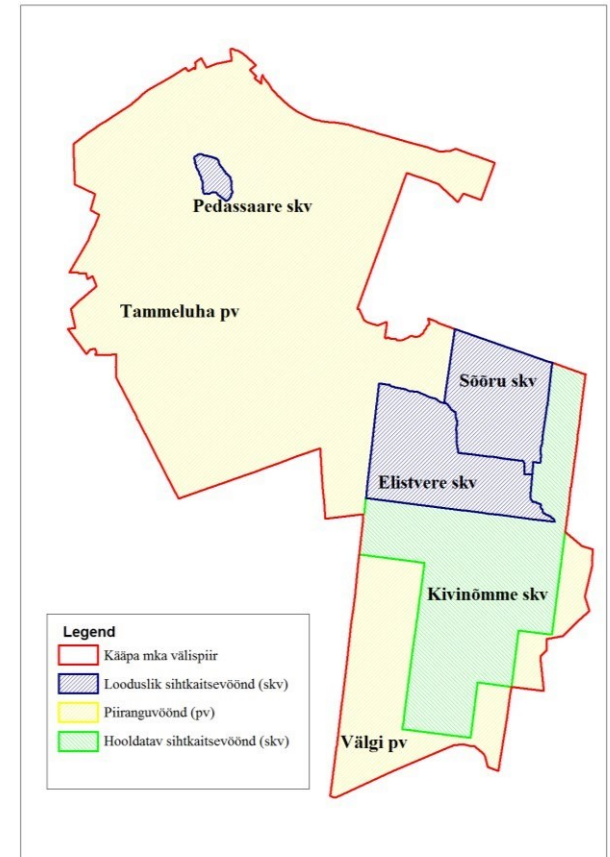 Pedassaare skv
Tammeluha pv
Sööru skv
Elistvere skv
Kivinõmme skv
Välgi pv
Legend
Kääpa mka välispiir
Looduslik sihtkaitsevöönd (skv)
Piiranguvöönd (pv)
Hooldatav sihtkaitsevöönd (skv)